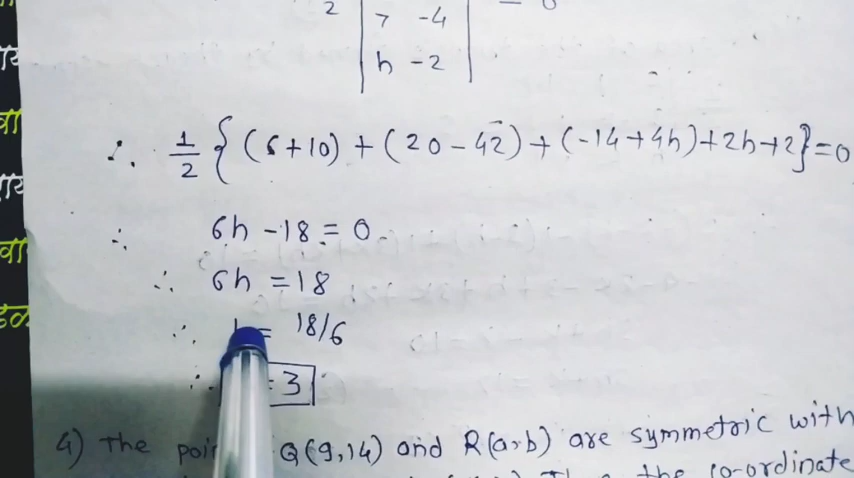 2 | 7 -4 | = 0
| h -2 |
∴ 1/2 { (6+10) + (20-42) + (-14+4h)+2h+2}=0
∴ 6h -18 = 0
∴ 6h = 18
∴ = 18/6
∴ = 3
4) The Q(9,14) and R(a,b) are symmetric with
the co-ordinate